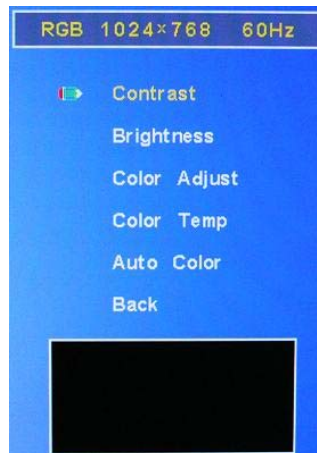 RGB 1024×768 60Hz
Contrast
Brightness
Color Adjust
Color Temp
Auto Color
Back